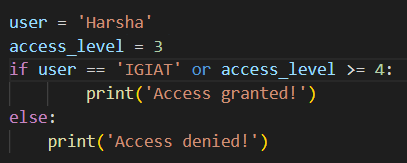 user = 'Harsha'
access_level = 3
if user == 'IGIAT' or access_level >= 4:
        print('Access granted!')
else:
    print('Access denied!')